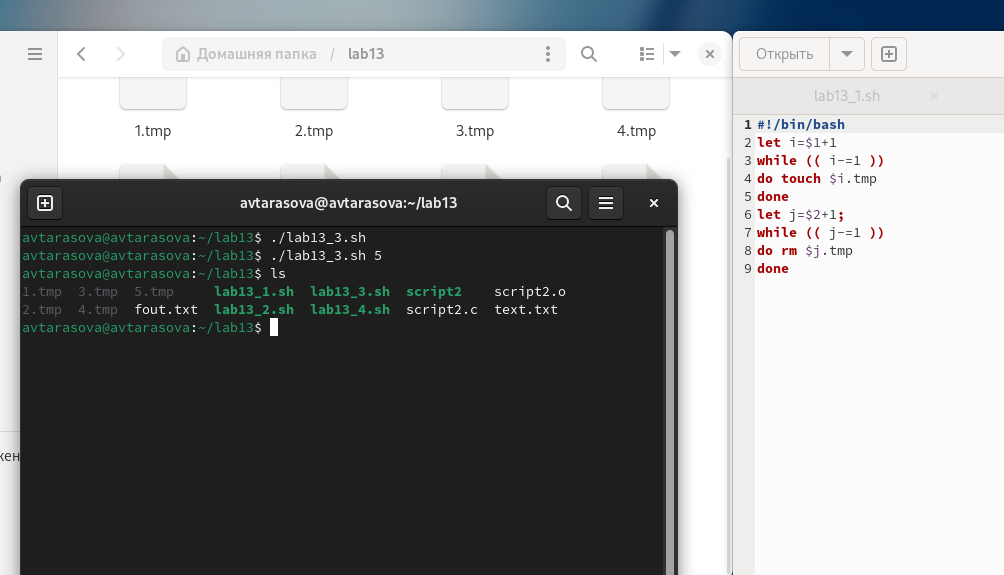 Домашняя папка / lab13
1.tmp 2.tmp 3.tmp 4.tmp
avtarasova@avtarasova:~/lab13
avtarasova@avtarasova:~/lab13$ ./lab13_3.sh
avtarasova@avtarasova:~/lab13$ ./lab13_3.sh 5
avtarasova@avtarasova:~/lab13$ ls
1.tmp 3.tmp 5.tmp lab13_1.sh lab13_3.sh script2 script2.o
2.tmp 4.tmp fout.txt lab13_2.sh lab13_4.sh script2.c text.txt
avtarasova@avtarasova:~/lab13$
Открыть
lab13_1.sh
1 #!/bin/bash
2 let i=$1+1
3 while (( i-=1 ))
4 do touch $i.tmp
5 done
6 let j=$2+1;
7 while (( j-=1 ))
8 do rm $j.tmp
9 done